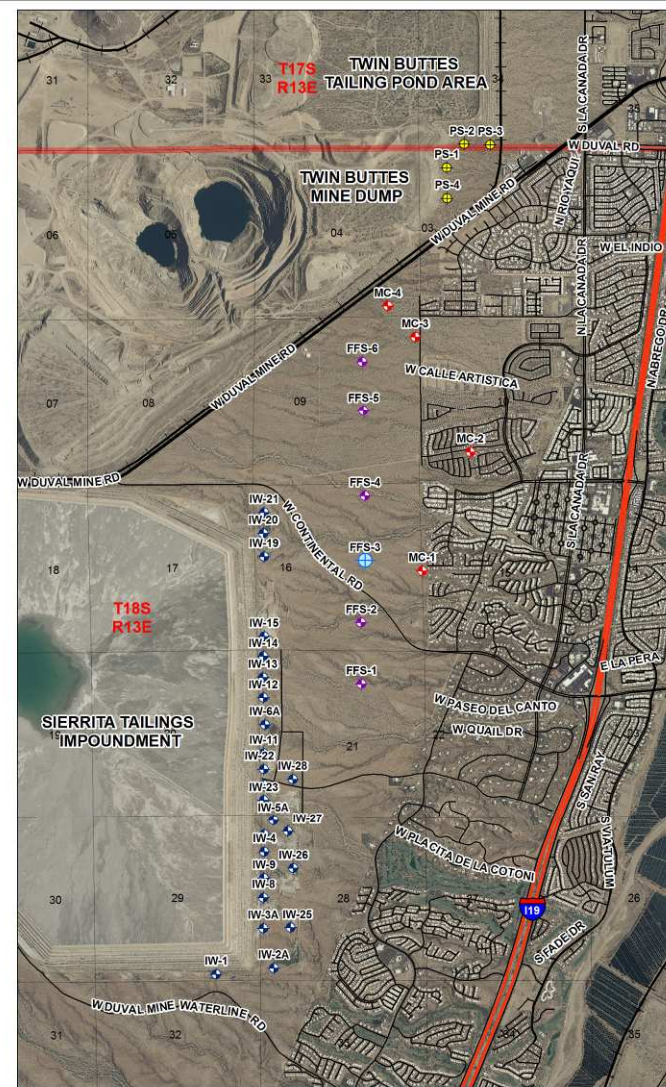 31
32
33
T17S
R13E
TWIN BUTTES
TAILING POND AREA
34
S LA CANADA DR
35
PS-2
PS-3
W DUVAL RD
PS-1
N RIO YAQUI
TWIN BUTTES
MINE DUMP
PS-4
W DUVAL MINE RD
06
05
04
03
W EL INDIO
N LA CANADA DR
N ABREGO DR
MC-4
MC-3
FFS-6
W CALLE ARTISTICA
W DUVAL MINE RD
07
08
09
FFS-5
MC-2
W DUVAL MINE RD
FFS-4
S LA CANADA DR
IW-21
IW-20
W CONTINENTAL RD
IW-19
18
17
16
FFS-3
MC-1
15
14
T18S
R13E
IW-15
FFS-2
IW-14
IW-13
E LA PERA
IW-12
FFS-1
W PASEO DEL CANTO
IW-6A
SIERRITA TAILINGS
IMPOUNDMENT
19
20
21
22
23
W QUAIL DR
IW-11
IW-22
IW-28
S SAN RAY
IW-23
IW-5A
IW-27
S VIA TULUM
IW-4
W PLACITA DE LA COTONI
IW-9
IW-26
IW-8
30
29
28
26
I19
IW-3A
IW-25
S FADE DR
IW-1
IW-2A
W DUVAL MINE WATERLINE RD
31
32
33
34
35